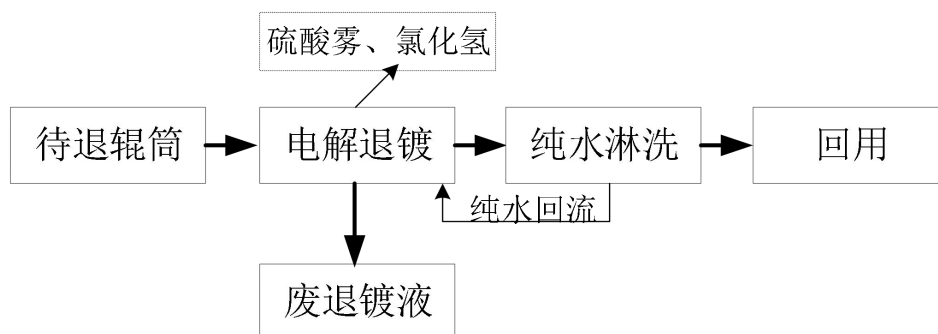 硫酸雾、氯化氢
待退辊筒
电解退镀
纯水淋洗
回用
纯水回流
废退镀液